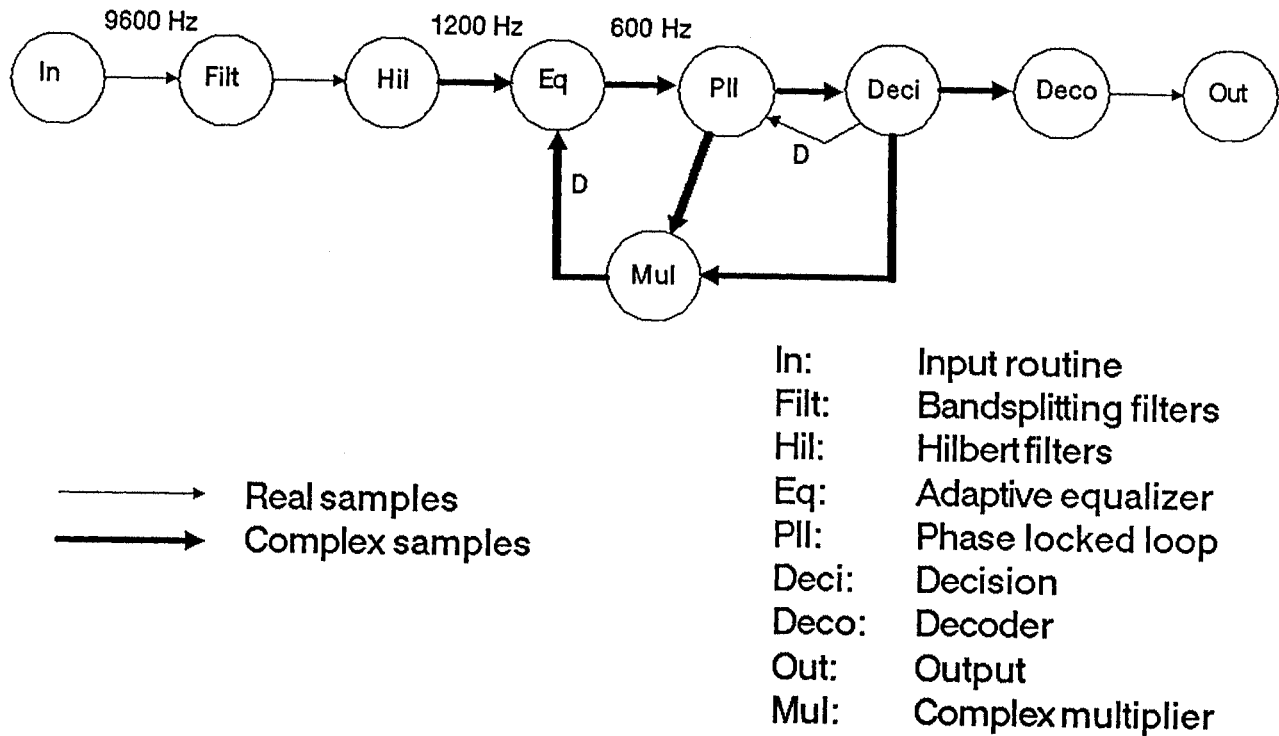 9600 Hz
1200 Hz
600 Hz
In
Filt
Hil
Eq
Pll
Deci
Deco
Out
D
D
Mul
In: Input routine
Filt: Bandsplitting filters
Hil: Hilbert filters
Eq: Adaptive equalizer
Pll: Phase locked loop
Deci: Decision
Deco: Decoder
Out: Output
Mul: Complex multiplier
Real samples
Complex samples